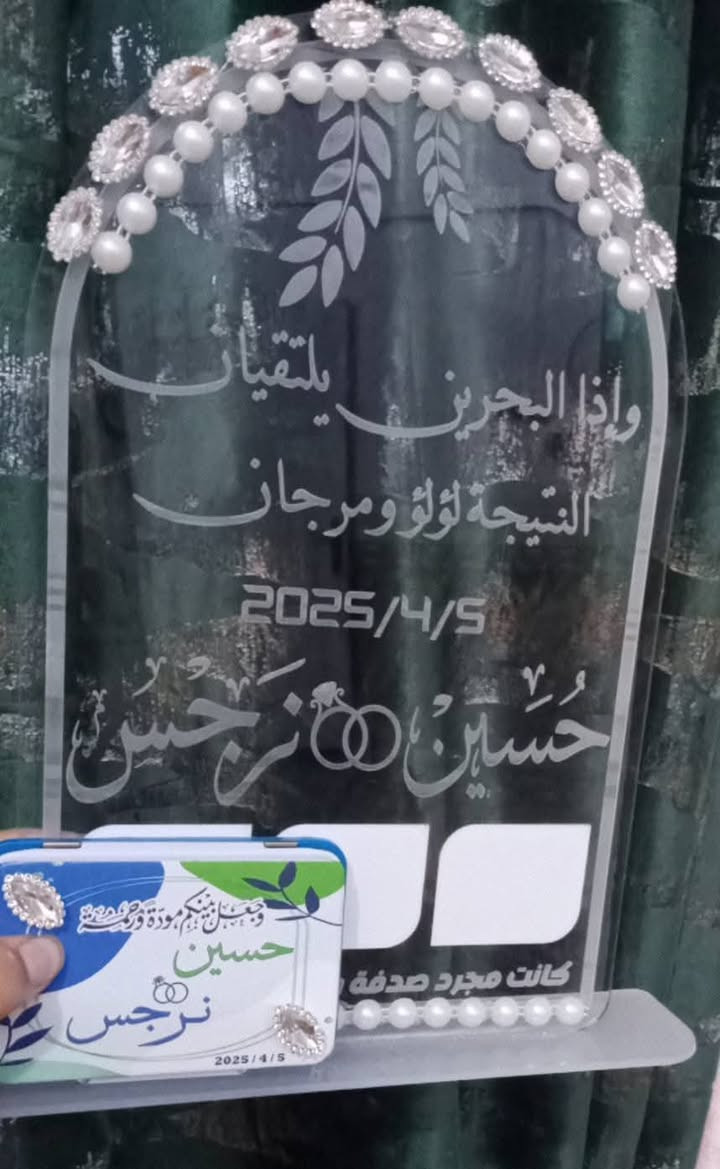 وإذا البحرين يلتقيان
النتيجة لؤلؤ ومرجان
2025/4/5
حُسَين نرجس
كانت مجرد صدفة
وجعل بينكم مودة ورحمة
حسين
نرجس
2025/4/5